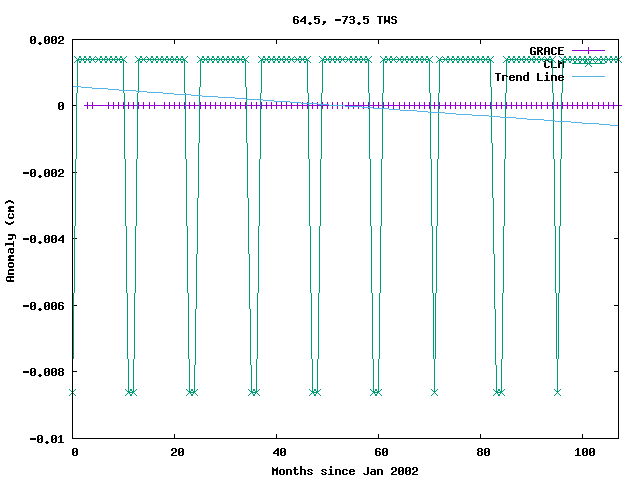 64.5, -73.5 TWS
GRACE
CLM
Trend Line
0.002
0
-0.002
-0.004
-0.006
-0.008
-0.01
Anomaly (cm)
0 20 40 60 80 100
Months since Jan 2002